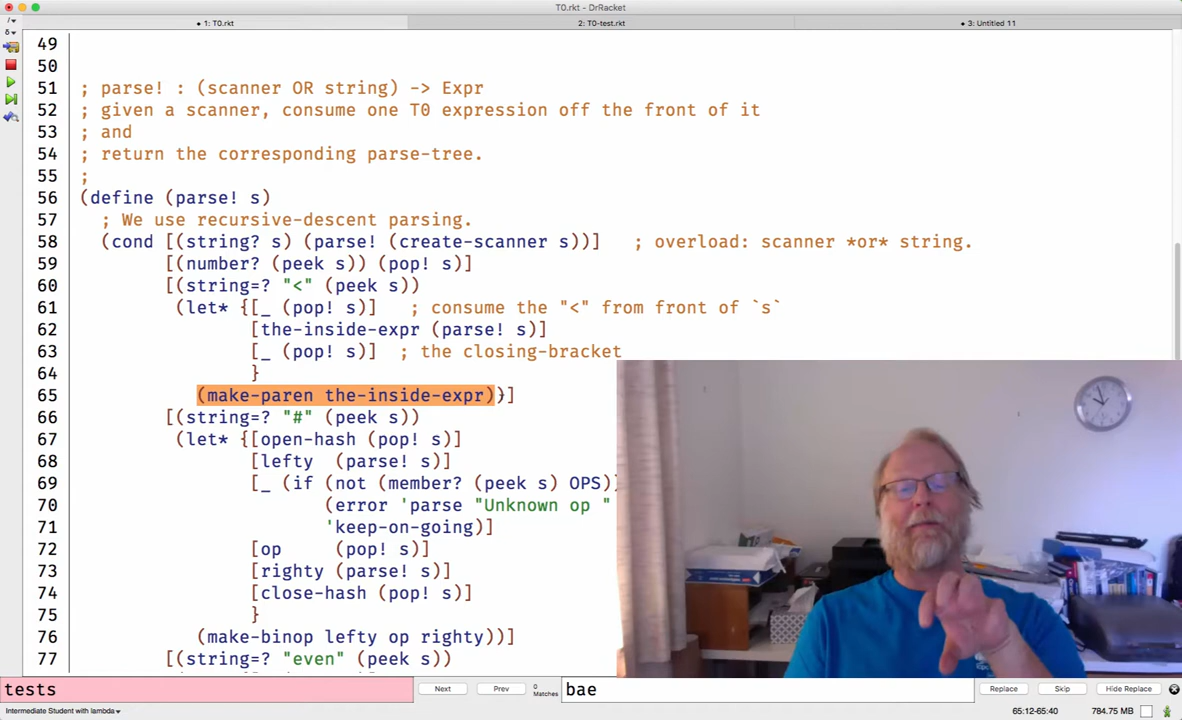 T0.rkt - DrRacket
• 1: T0.rkt
2: T0-test.rkt
• 3: Untitled 11
49
50
51 ; parse! : (scanner OR string) -> Expr
52 ; given a scanner, consume one T0 expression off the front of it
53 ; and
54 ; return the corresponding parse-tree.
55 ;
56 (define (parse! s)
57 ; We use recursive-descent parsing.
58 (cond [(string? s) (parse! (create-scanner s))] ; overload: scanner *or* string.
59 [(number? (peek s)) (pop! s)]
60 [(string=? "<" (peek s))
61 (let* {[_ (pop! s)] ; consume the "<" from front of `s`
62 [the-inside-expr (parse! s)]
63 [_ (pop! s)] ; the closing-bracket
64 }
65 (make-paren the-inside-expr))]
66 [(string=? "#" (peek s))
67 (let* {[open-hash (pop! s)]
68 [lefty (parse! s)]
69 [_ (if (not (member? (peek s) OPS))
70 (error 'parse "Unknown op "
71 'keep-on-going)]
72 [op (pop! s)]
73 [righty (parse! s)]
74 [close-hash (pop! s)]
75 }
76 (make-binop lefty op righty))]
77 [(string=? "even" (peek s))
tests
Next
Prev
0
Matches
bae
Replace
Skip
Hide Replace
Intermediate Student with lambda
65:12-65:40
784.75 MB